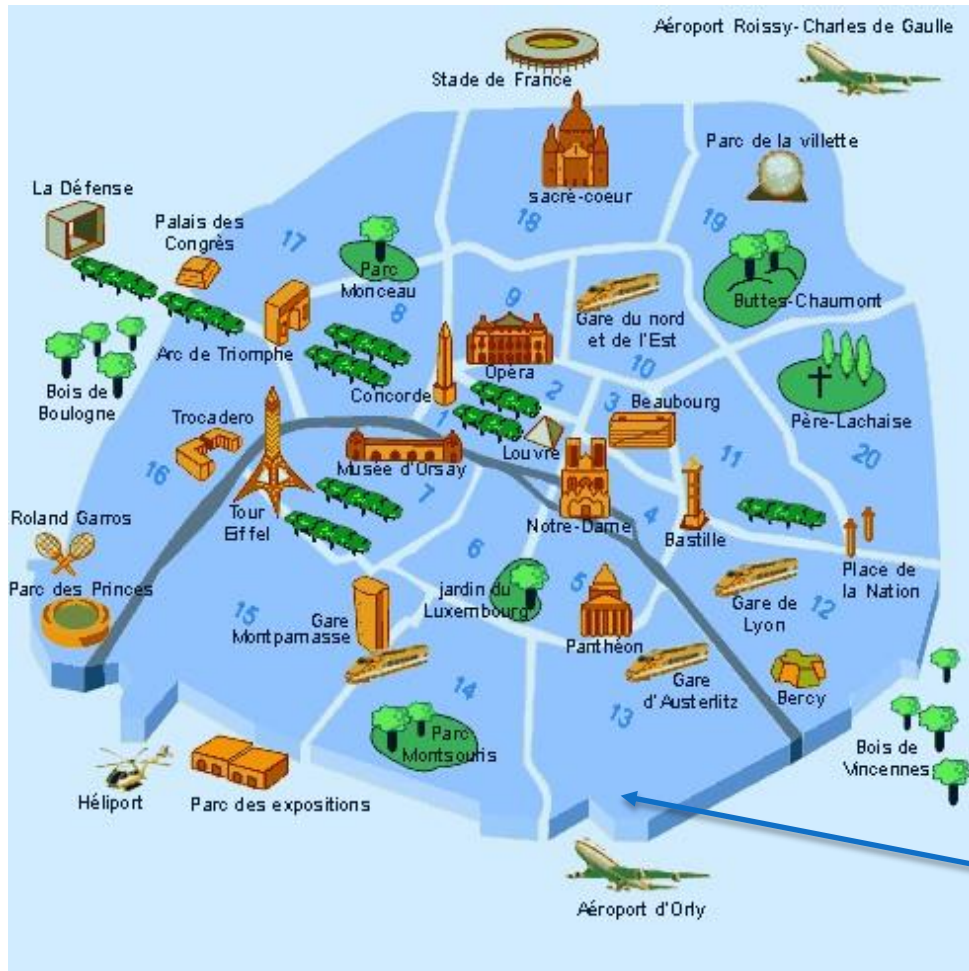 Aéroport Roissy-Charles de Gaulle
Stade de France
Parc de la villette
La Défense
sacré-coeur
Palais des
Congrès
17
18
19
Parc
Monceau
8
9
Gare du nord
et de l'Est
10
Buttes-Chaumont
Arc de Triomphe
Bois de
Boulogne
Concorde
Opéra
2
1
3
Beaubourg
Père-Lachaise
Trocadero
16
Musée d'Orsay
Louvre
11
20
7
Tour
Eiffel
Notre-Dame
4
Bastille
Roland Garros
Parc des Princes
6
5
Place de
la Nation
15
Gare
Montparnasse
jardin du
Luxembourg
Panthéon
Gare de
Lyon
12
14
Gare
d'Austerlitz
Bercy
13
Parc
Montsouris
Bois de
Vincennes
Héliport
Parc des expositions
Aéroport d'Orly